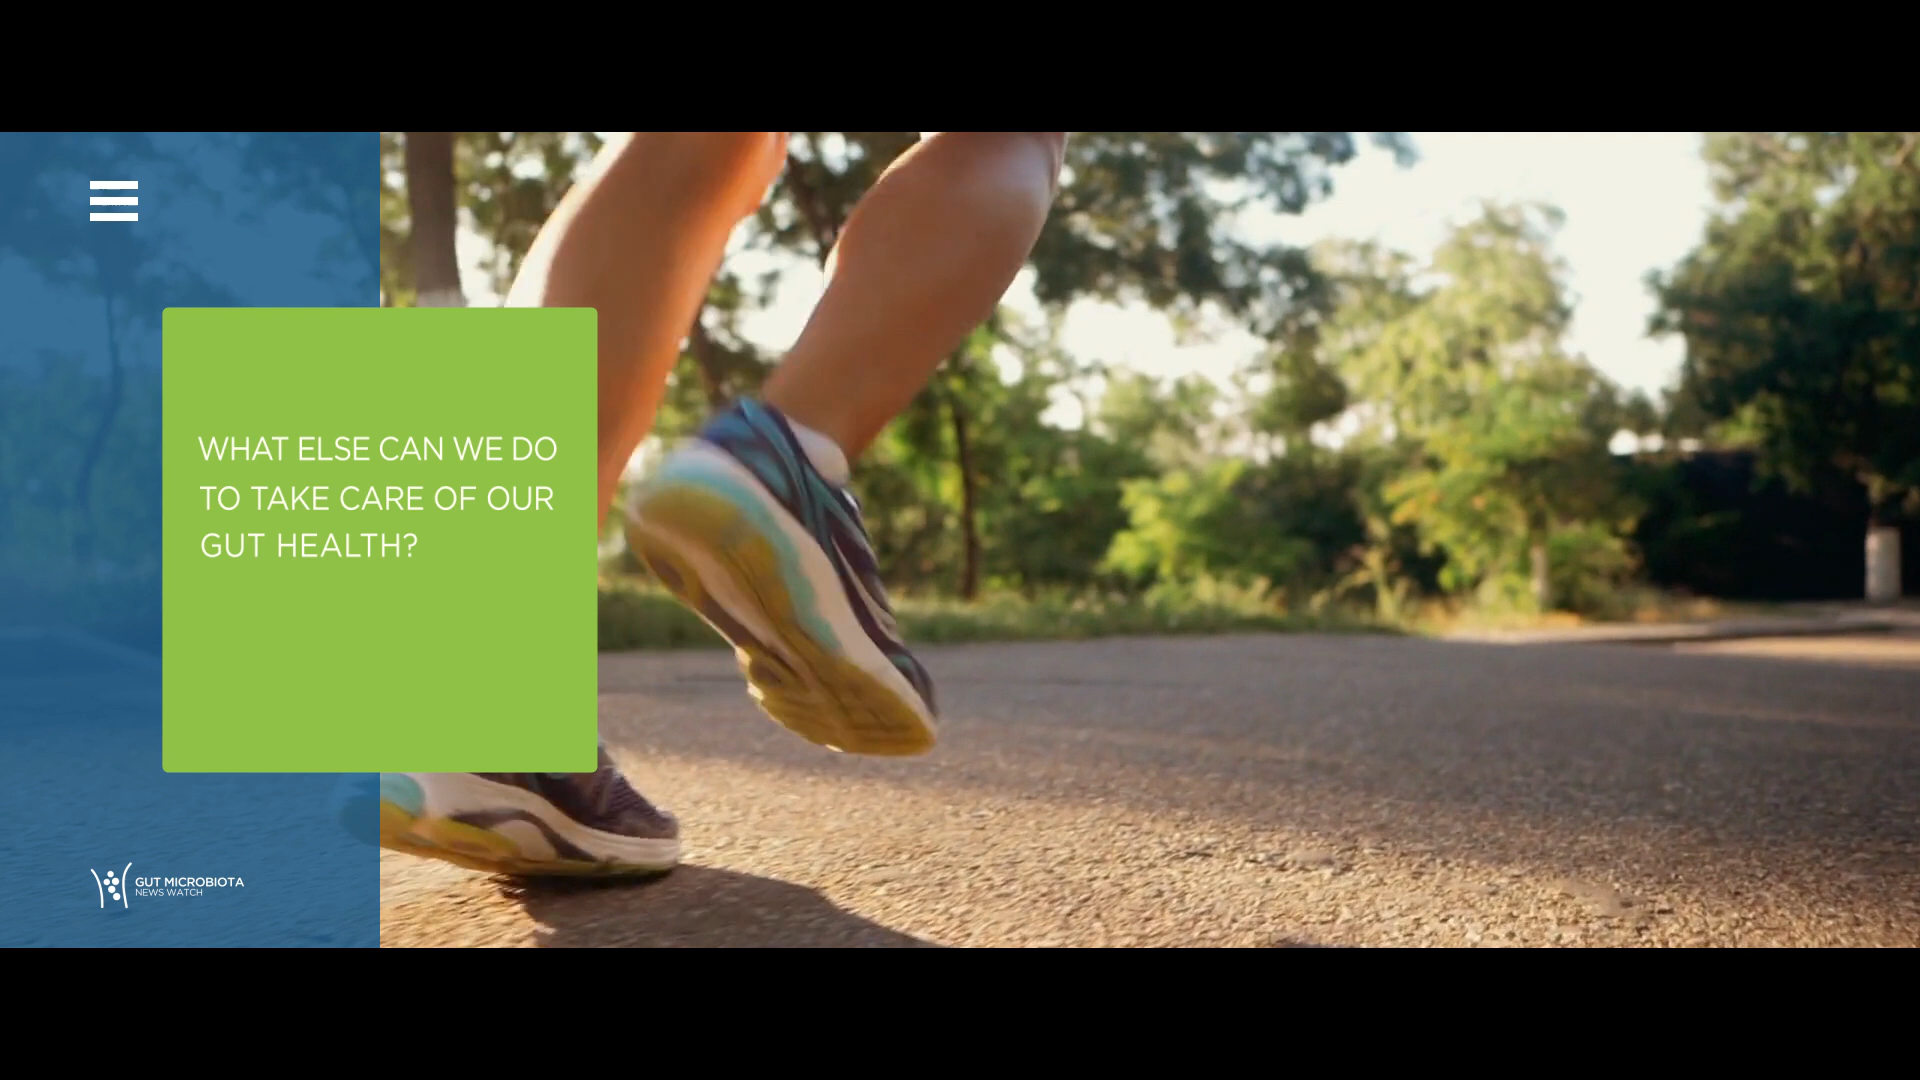 WHAT ELSE CAN WE DO
TO TAKE CARE OF OUR
GUT HEALTH?
GUT MICROBIOTA
NEWS WATCH